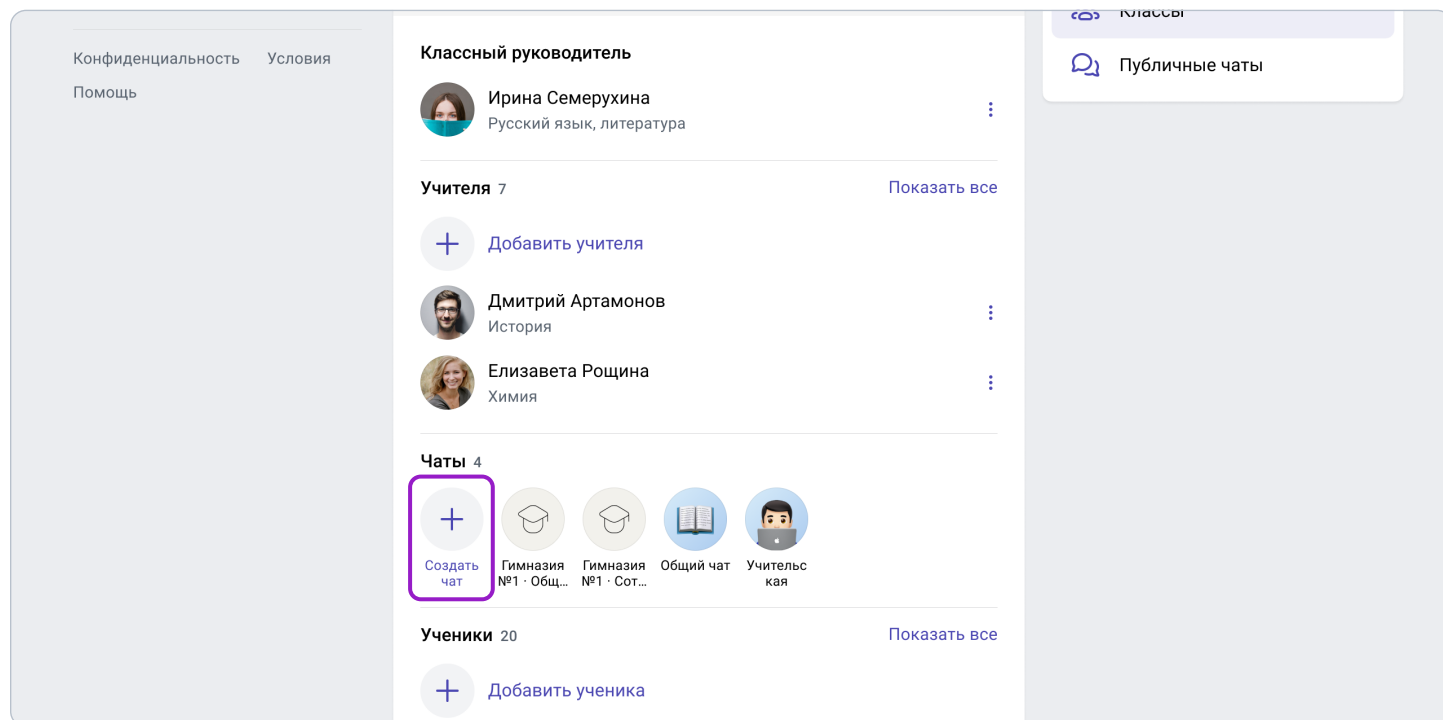 Конфиденциальность Условия
Помощь
Классный руководитель
Ирина Семерухина
Русский язык, литература
Учителя 7
Показать все
Добавить учителя
Дмитрий Артамонов
История
Елизавета Рощина
Химия
Чаты 4
Создать
чат
Гимназия
№1 · Общ...
Гимназия
№1 · Сот...
Общий чат
Учительс
кая
Ученики 20
Показать все
Добавить ученика
Классы
Публичные чаты